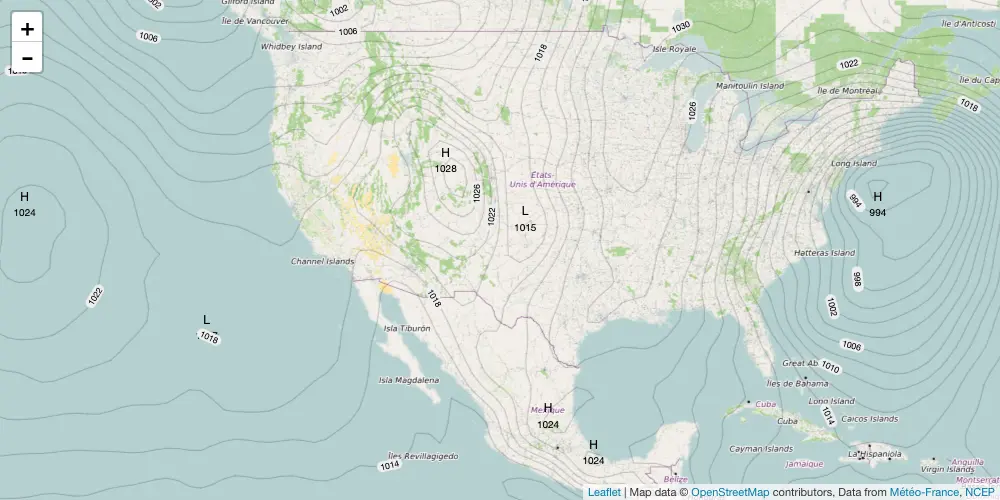 +
-
1002
Gilford Island
Île de Vancouver
1002
1006
1006
Whidbey Island
1018
Isle Royale
1030
Île d'Anticosti
1022
Île du Cap
Manitoulin Island
Île de Montréal
1018
1026
H
1028
1026
1022
États-
Unis d'Amérique
L
1015
Long Island
994
H
994
H
1024
Hatteras Island
998
1002
1006
1010
1014
Channel Islands
1022
1018
L
1018
Isla Tiburón
Isla Magdalena
Great Ab
Îles de Bahama
Long Island
Caicos Islands
Cuba
Cuba
Cayman Islands
Jamaïque
La Hispaniola
Anguilla
Virgin Islands
Montserrat
H
Mexique
1024
H
1024
Îles Revillagigedo
1014
Belize
Leaflet | Map data © OpenStreetMap contributors, Data from Météo-France, NCEP